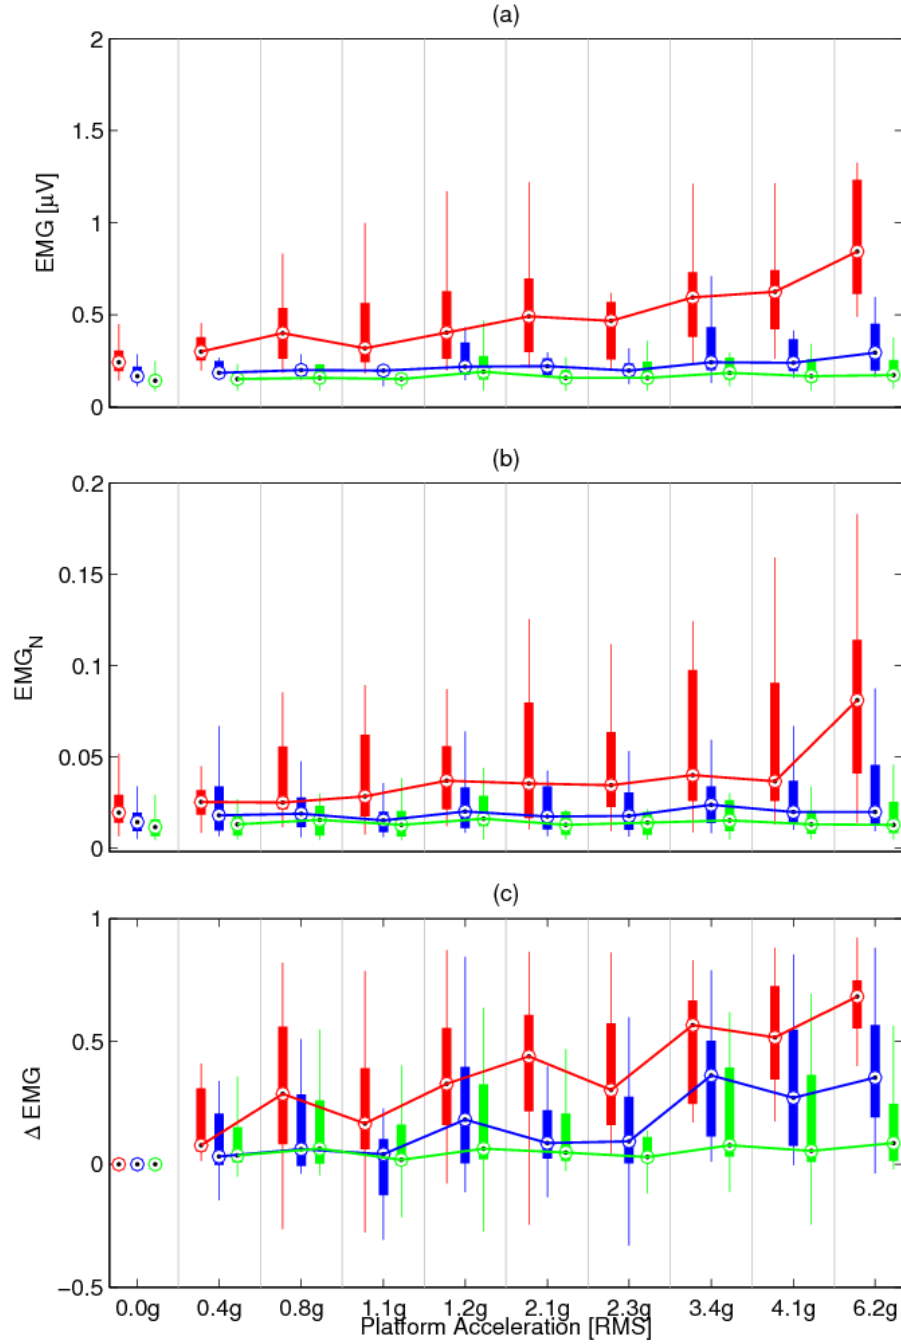 (a)
2
1.5
1
0.5
0
EMG [μV]
(b)
0.2
0.15
0.1
0.05
0
EMG_N
(c)
1
0.5
0
−0.5
Δ EMG
0.0g 0.4g 0.8g 1.1g 1.2g 2.1g 2.3g 3.4g 4.1g 6.2g
Platform Acceleration [RMS]